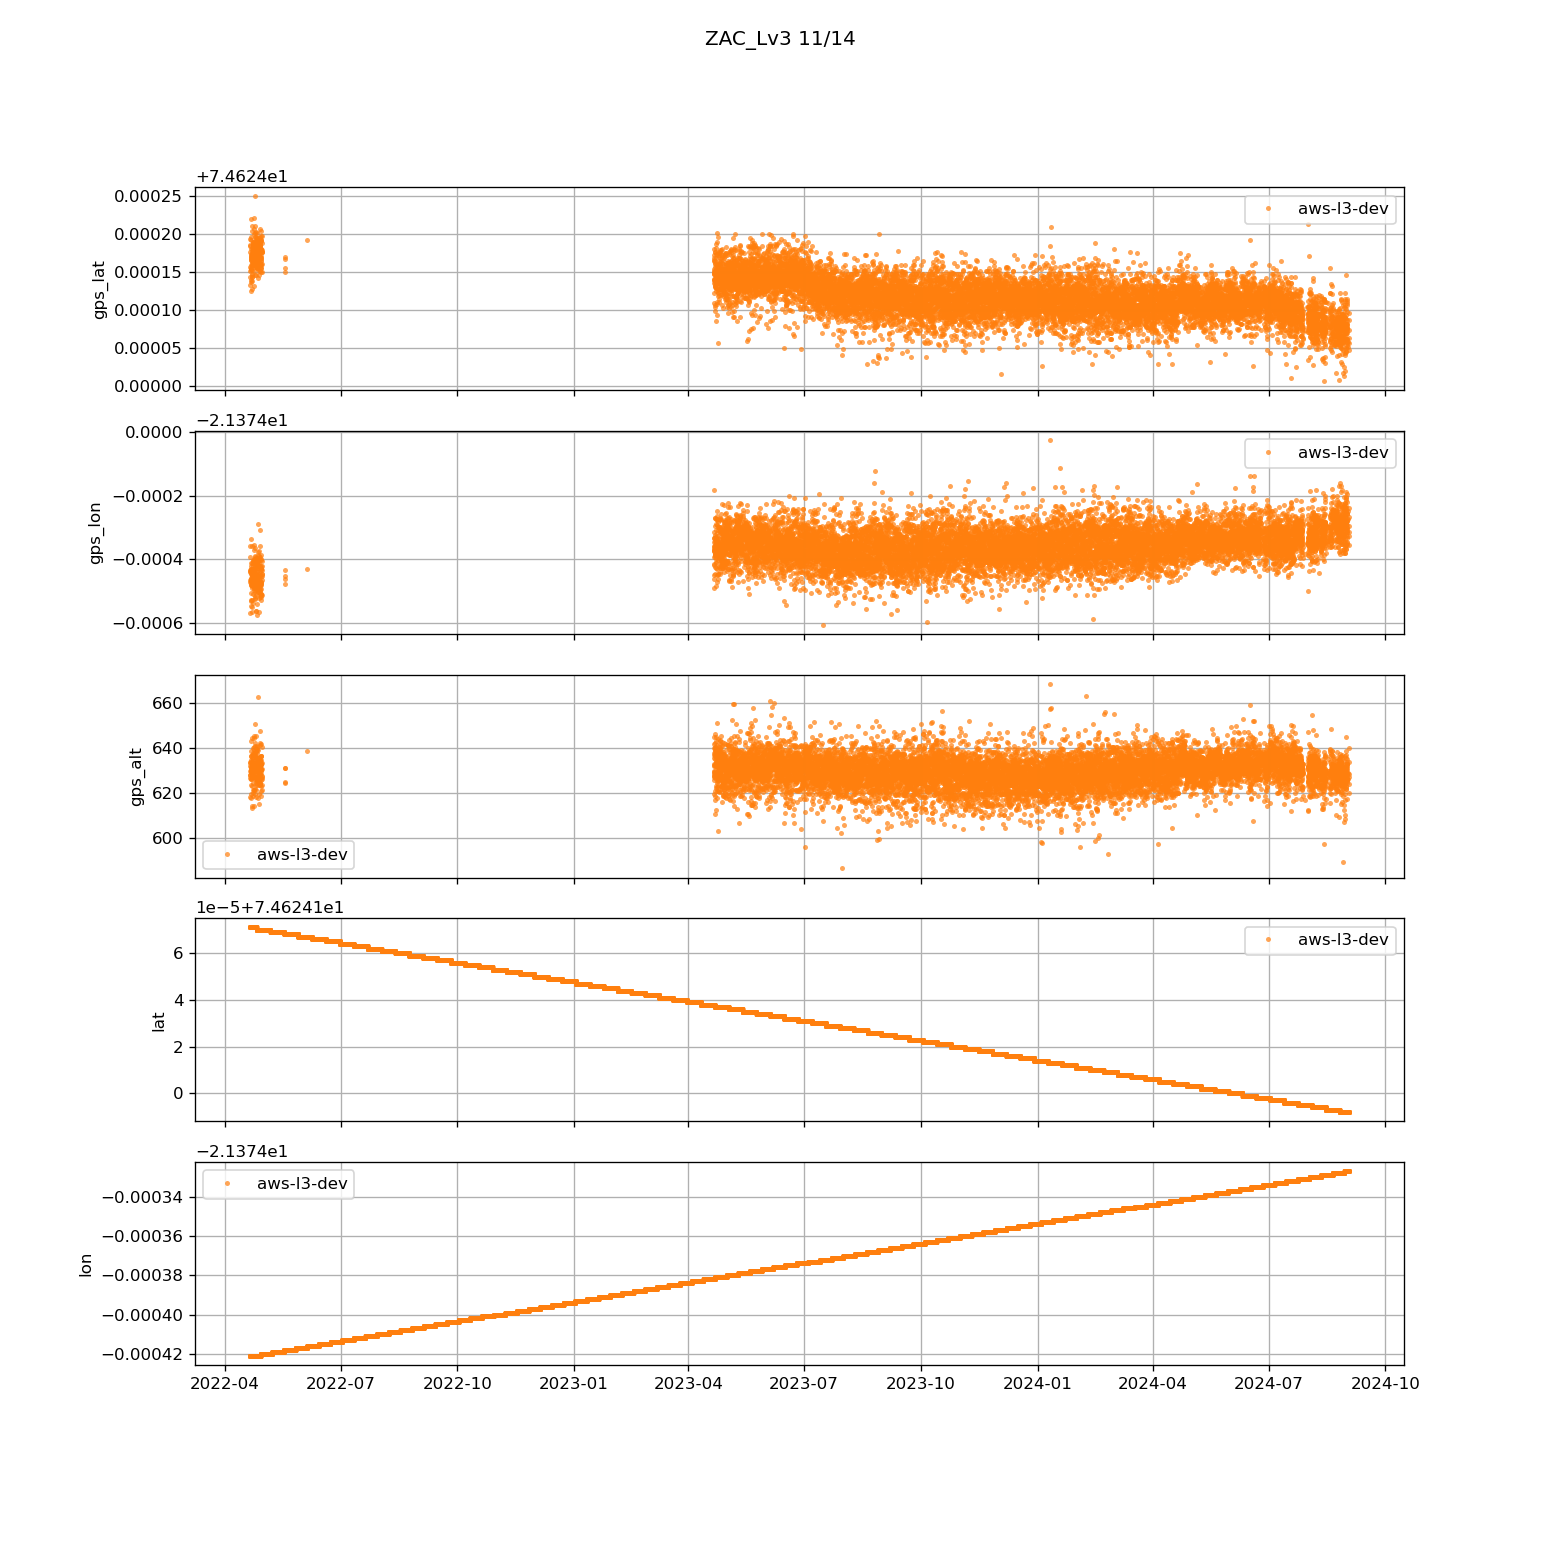 ZAC_Lv3 11/14
+7.4624e1
0.00025
0.00020
0.00015
0.00010
0.00005
0.00000
gps_lat
aws-l3-dev
−2.1374e1
0.0000
−0.0002
−0.0004
−0.0006
gps_lon
aws-l3-dev
660
640
620
600
gps_alt
aws-l3-dev
1e−5+7.46241e1
6
4
2
0
lat
aws-l3-dev
−2.1374e1
−0.00034
−0.00036
−0.00038
−0.00040
−0.00042
lon
aws-l3-dev
2022-04 2022-07 2022-10 2023-01 2023-04 2023-07 2023-10 2024-01 2024-04 2024-07 2024-10